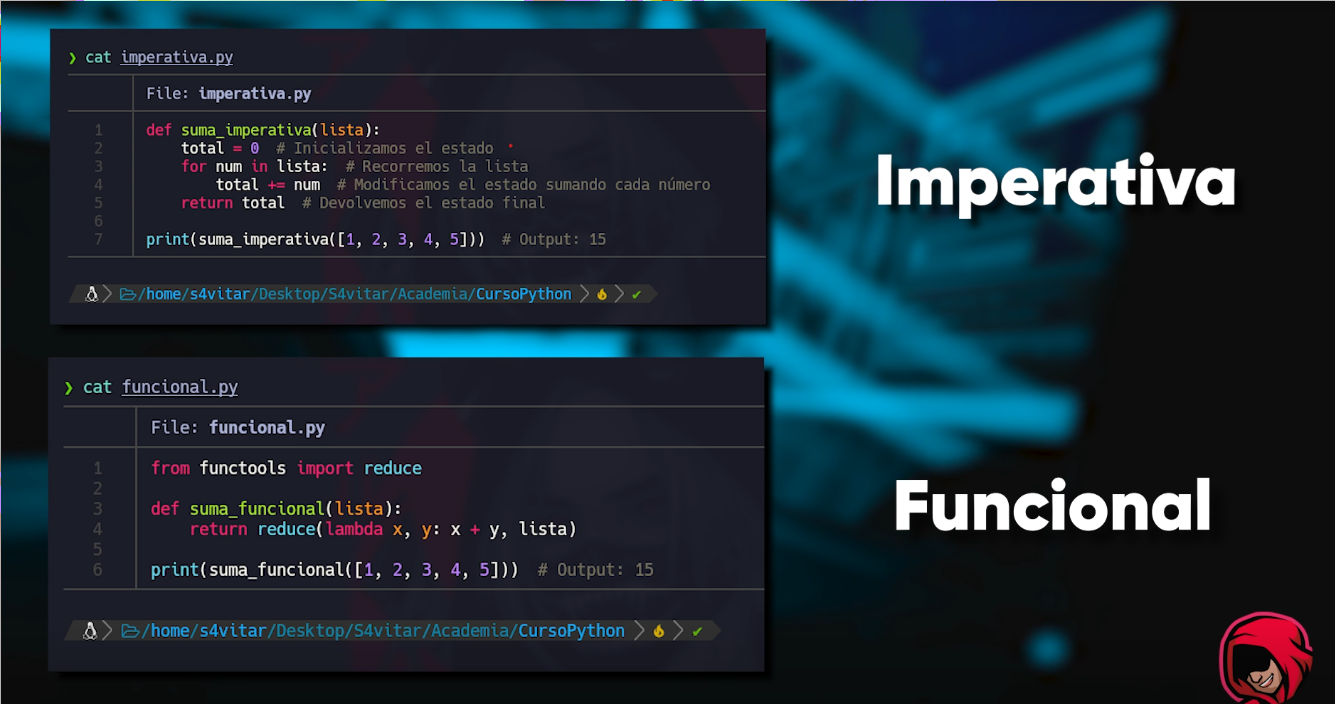 ❯ cat imperativa.py
File: imperativa.py
1 def suma_imperativa(lista):
2     total = 0  # Inicializamos el estado
3     for num in lista:  # Recorremos la lista
4         total += num  # Modificamos el estado sumando cada número
5     return total  # Devolvemos el estado final
6
7 print(suma_imperativa([1, 2, 3, 4, 5]))  # Output: 15
/home/s4vitar/Desktop/S4vitar/Academia/CursoPython
Imperativa
❯ cat funcional.py
File: funcional.py
1 from functools import reduce
2
3 def suma_funcional(lista):
4     return reduce(lambda x, y: x + y, lista)
5
6 print(suma_funcional([1, 2, 3, 4, 5]))  # Output: 15
/home/s4vitar/Desktop/S4vitar/Academia/CursoPython
Funcional